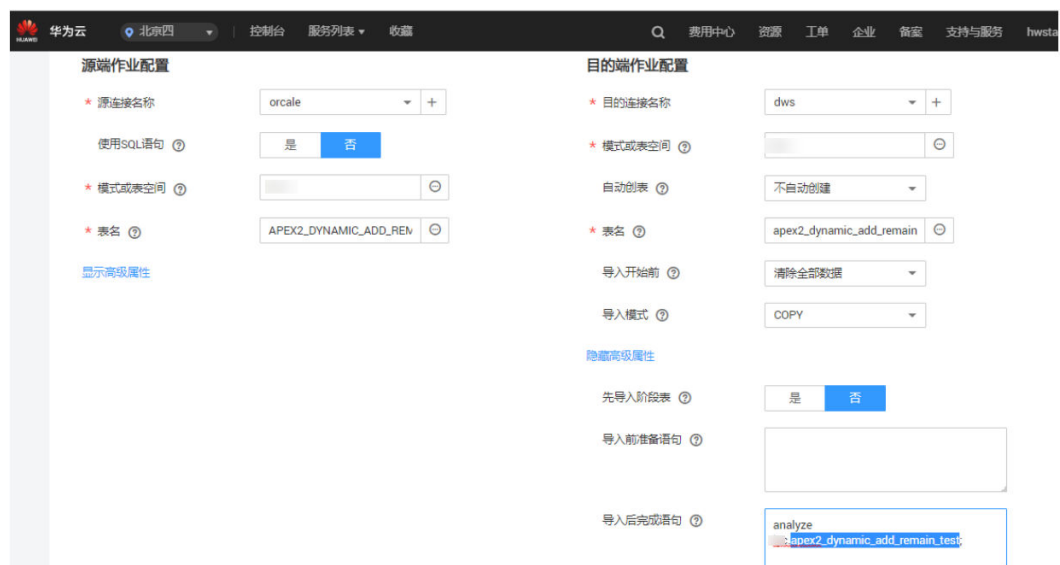 HUAWEI 华为云 北京四 控制台 服务列表 收藏 费用中心 资源 工单 企业 备案 支持与服务 hwsta
源端作业配置
* 源连接名称 orcale +
使用SQL语句 ? 是 否
* 模式或表空间 ?
* 表名 ? APEX2_DYNAMIC_ADD_REM
显示高级属性
目的端作业配置
* 目的连接名称 dws +
* 模式或表空间 ?
自动创表 ? 不自动创建
* 表名 ? apex2_dynamic_add_remain
导入开始前 ? 清除全部数据
导入模式 ? COPY
隐藏高级属性
先导入阶段表 ? 是 否
导入前准备语句 ?
导入后完成语句 ? analyze
.apex2_dynamic_add_remain_test;